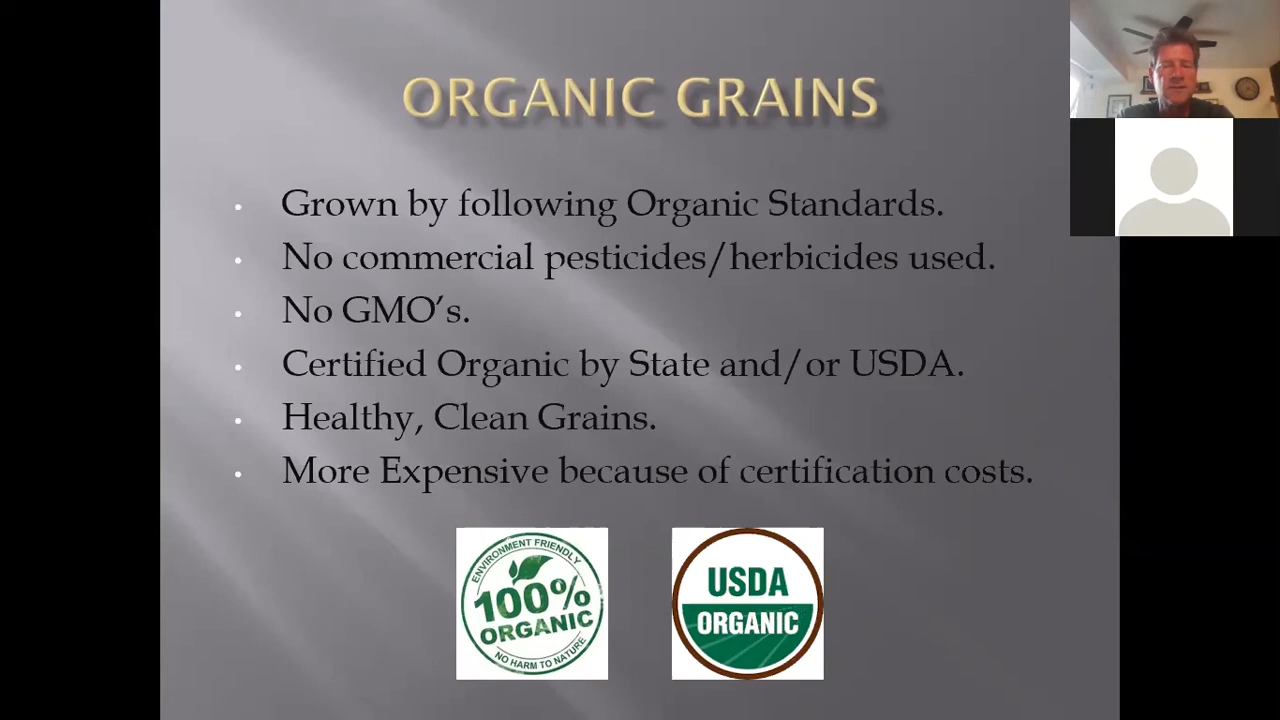 ORGANIC GRAINS
Grown by following Organic Standards.
No commercial pesticides/herbicides used.
No GMO’s.
Certified Organic by State and/or USDA.
Healthy, Clean Grains.
More Expensive because of certification costs.
ENVIRONMENT FRIENDLY
100%
ORGANIC
NO HARM TO NATURE
USDA
ORGANIC